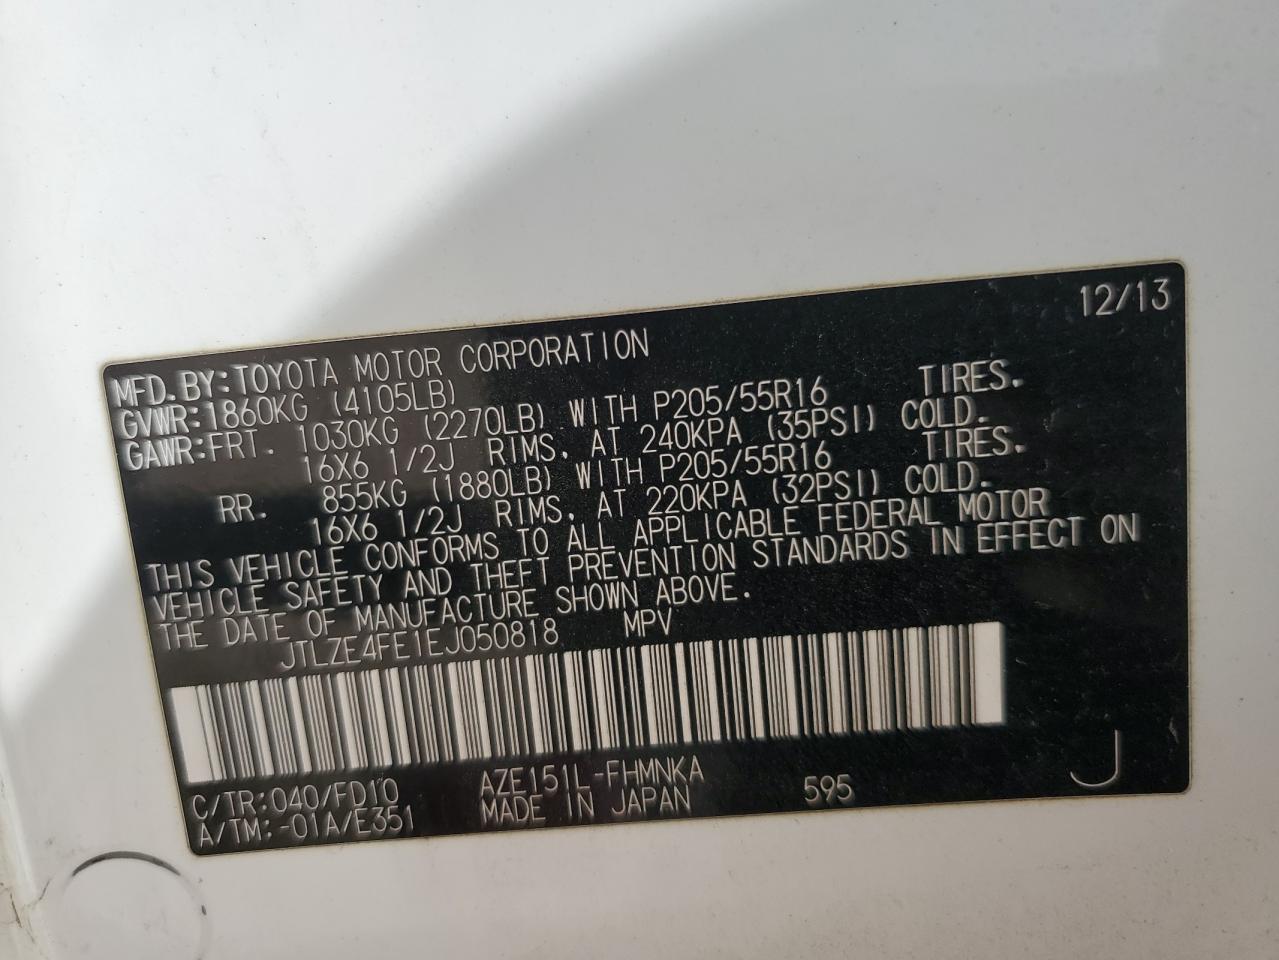 12/13
MFD.BY:TOYOTA MOTOR CORPORATION
GVWR:1860KG (4105LB)
GAWR:FRT. 1030KG (2270LB) WITH P205/55R16 TIRES.
16X6 1/2J RIMS, AT 240KPA (35PSI) COLD.
RR. 855KG (1880LB) WITH P205/55R16 TIRES.
16X6 1/2J RIMS, AT 220KPA (32PSI) COLD.
THIS VEHICLE CONFORMS TO ALL APPLICABLE FEDERAL MOTOR
VEHICLE SAFETY AND THEFT PREVENTION STANDARDS IN EFFECT ON
THE DATE OF MANUFACTURE SHOWN ABOVE.
JTLZE4FE1EJ050818 MPV
C/TR:040/FD10 AZE151L-FHMNKA 595 J
A/TM:-01A/E351 MADE IN JAPAN